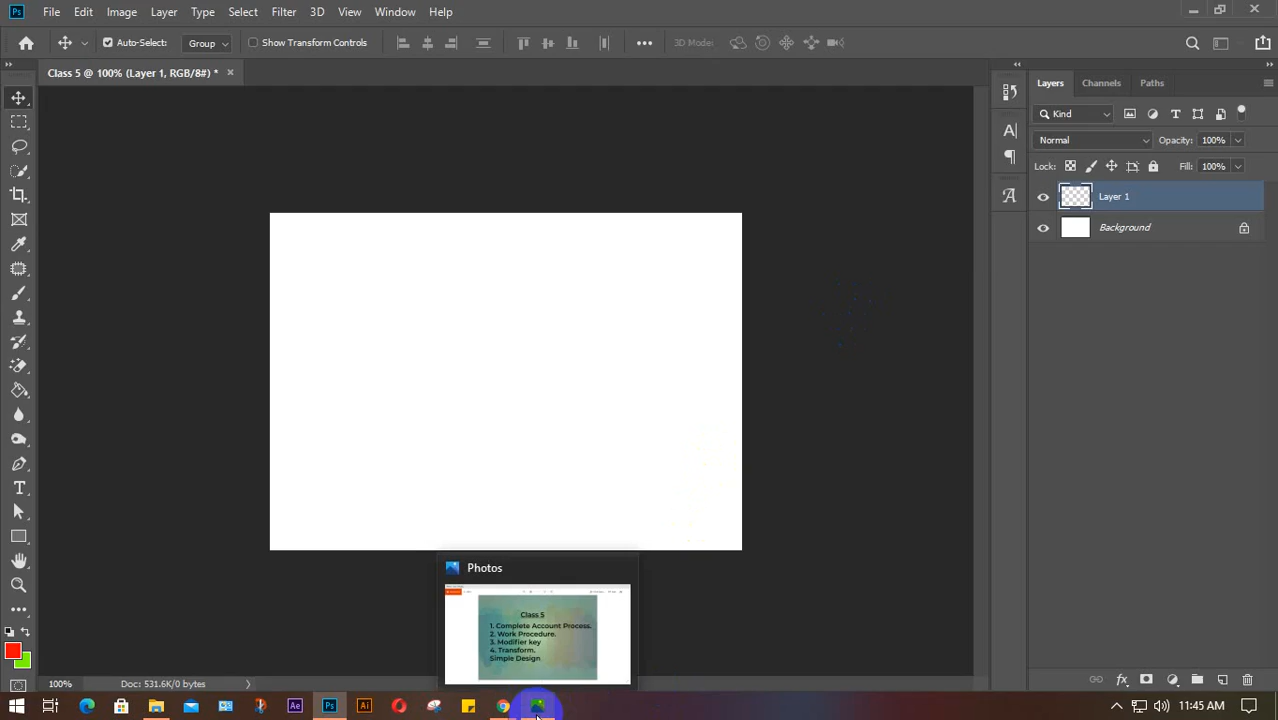 File Edit Image Layer Type Select Filter 3D View Window Help
Auto-Select: Group Show Transform Controls 3D Mode:
Class 5 @ 100% (Layer 1, RGB/8#) *
Layers Channels Paths
Kind
Normal Opacity: 100%
Lock: Fill: 100%
Layer 1
Background
Photos
Class 5
1. Complete Account Process.
2. Work Procedure.
3. Modifier key
4. Transform.
Simple Design
100% Doc: 531.6K/0 bytes
11:45 AM